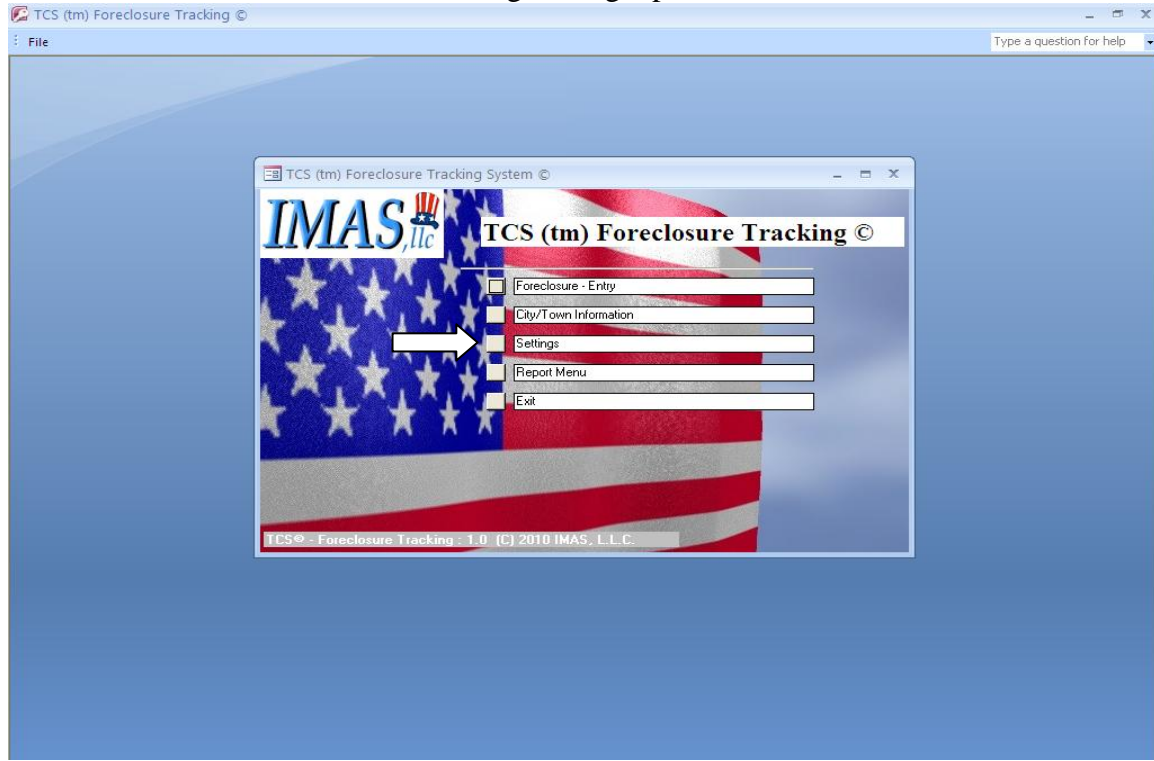 TCS (tm) Foreclosure Tracking ©
File
Type a question for help
TCS (tm) Foreclosure Tracking System ©
IMAS, llc
TCS (tm) Foreclosure Tracking ©
Foreclosure - Entry
City/Town Information
Settings
Report Menu
Exit
TCS® - Foreclosure Tracking : 1.0 (C) 2010 IMAS, L.L.C.